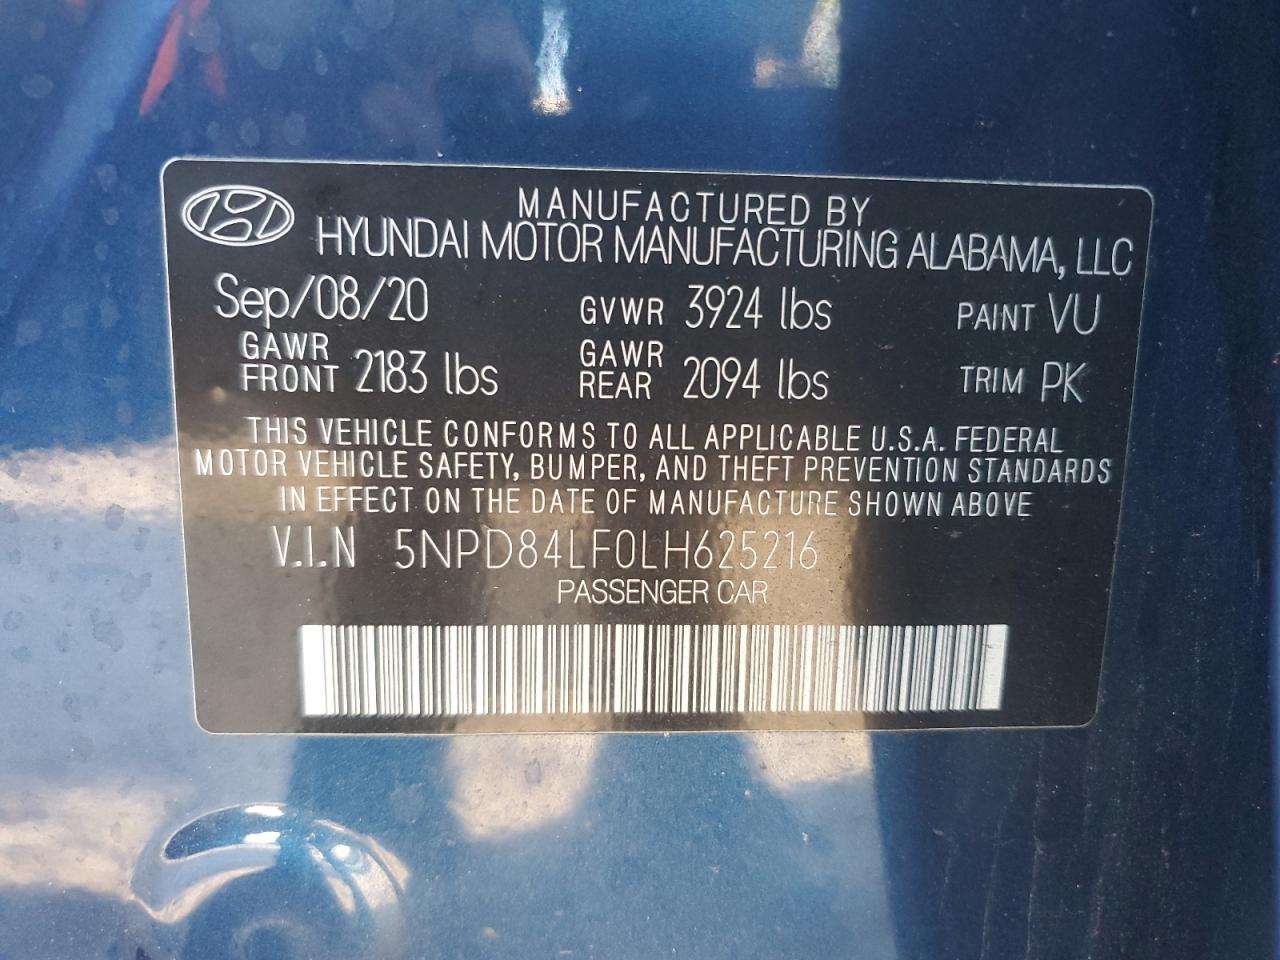 MANUFACTURED BY
HYUNDAI MOTOR MANUFACTURING ALABAMA, LLC
Sep/08/20 GVWR 3924 lbs PAINT VU
GAWR FRONT 2183 lbs GAWR REAR 2094 lbs TRIM PK
THIS VEHICLE CONFORMS TO ALL APPLICABLE U.S.A. FEDERAL
MOTOR VEHICLE SAFETY, BUMPER, AND THEFT PREVENTION STANDARDS
IN EFFECT ON THE DATE OF MANUFACTURE SHOWN ABOVE
V.I.N 5NPD84LF0LH625216
PASSENGER CAR